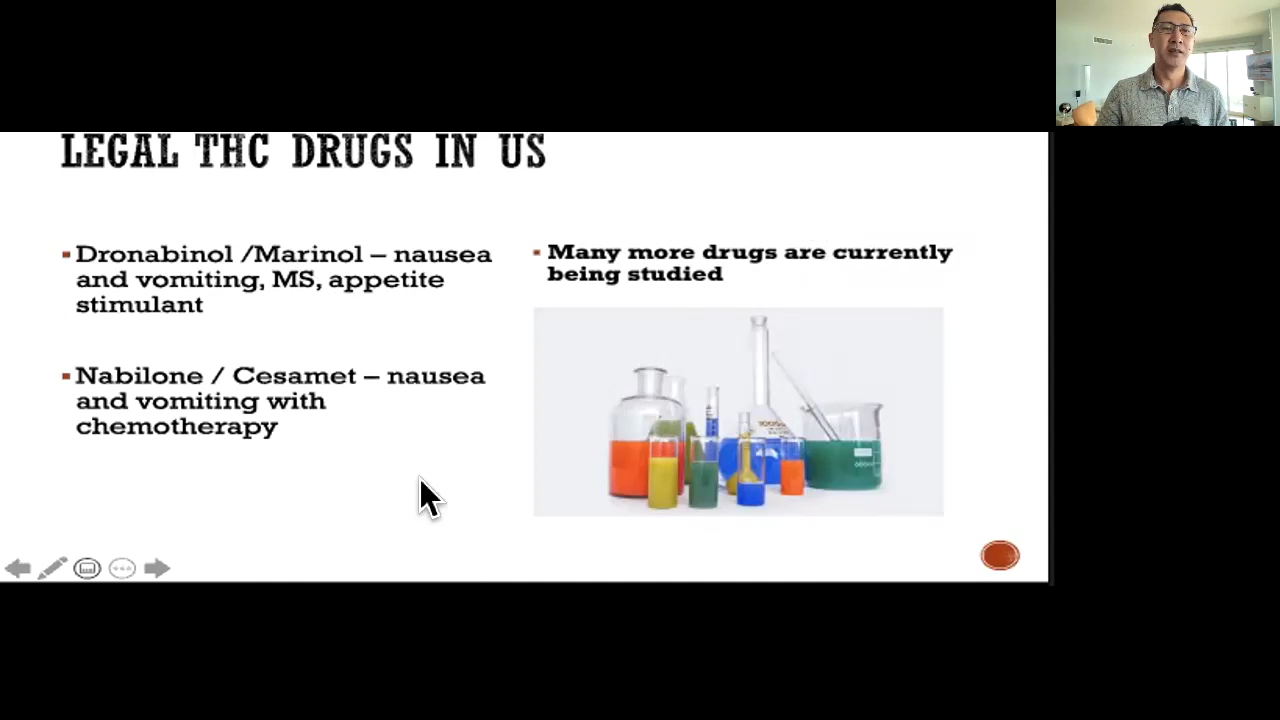 LEGAL THC DRUGS IN US
Dronabinol /Marinol – nausea
and vomiting, MS, appetite
stimulant
Nabilone / Cesamet – nausea
and vomiting with
chemotherapy
Many more drugs are currently
being studied